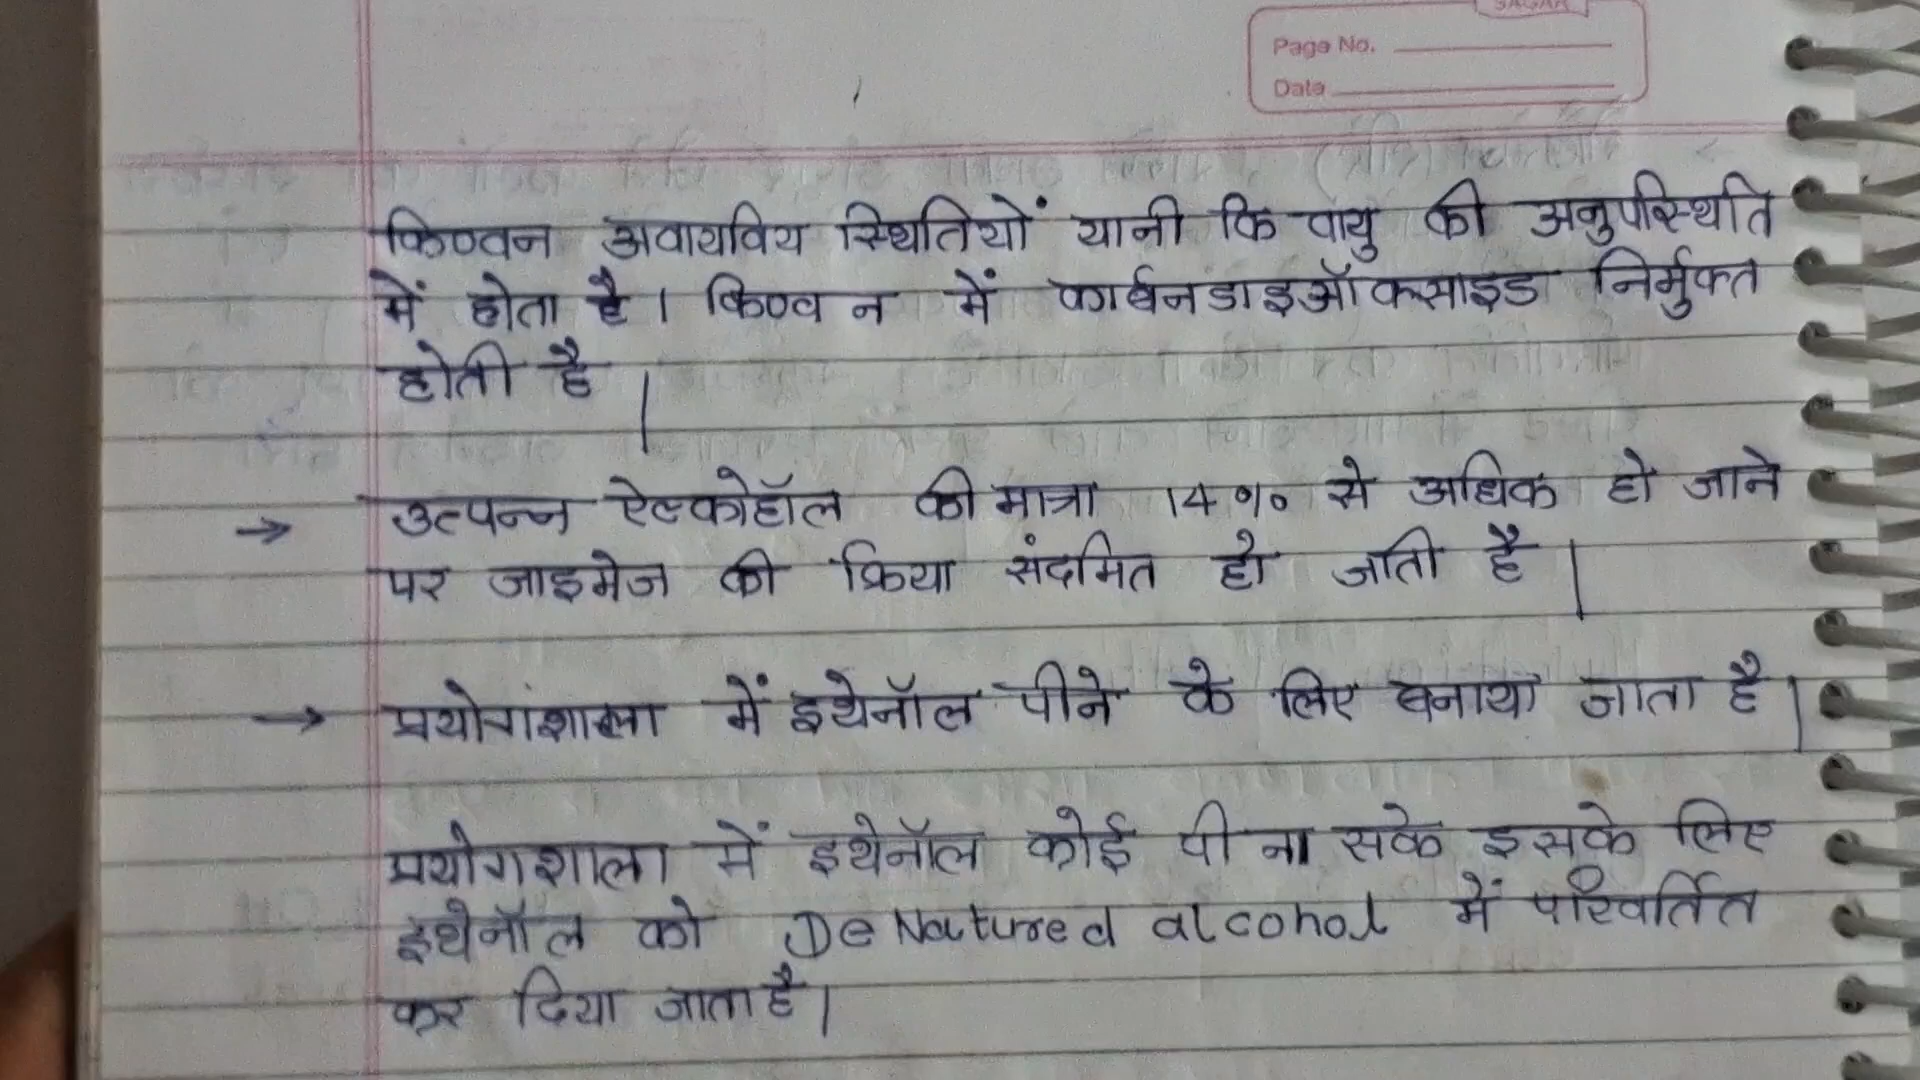 SAGAR
Page No.
Date
किण्वन अवायविय स्थितियों यानी कि वायु की अनुपस्थिति
में होता है। किण्वन में कार्बनडाइऑक्साइड निर्मुक्त
होती है |
→ उत्पन्न ऐल्कोहॉल की मात्रा 14% से अधिक हो जाने
पर जाइमेज की क्रिया संदमित हो जाती है |
→ प्रयोगंशाला में इथेनॉल पीने के लिए बनाया जाता है |
प्रयोगशाला में इथेनॉल कोई पी ना सके इसके लिए
इथेनॉल को DeNatured alcohol में परिवर्तित
कर दिया जाता है |